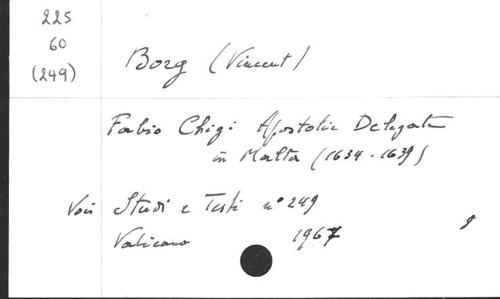 225
60
(249)
Borg (Vincent)
Fabio Chigi Apostolic Delegate
in Malta (1634-1639)
Voir Studi e Testi n° 249
Vaticano 1967